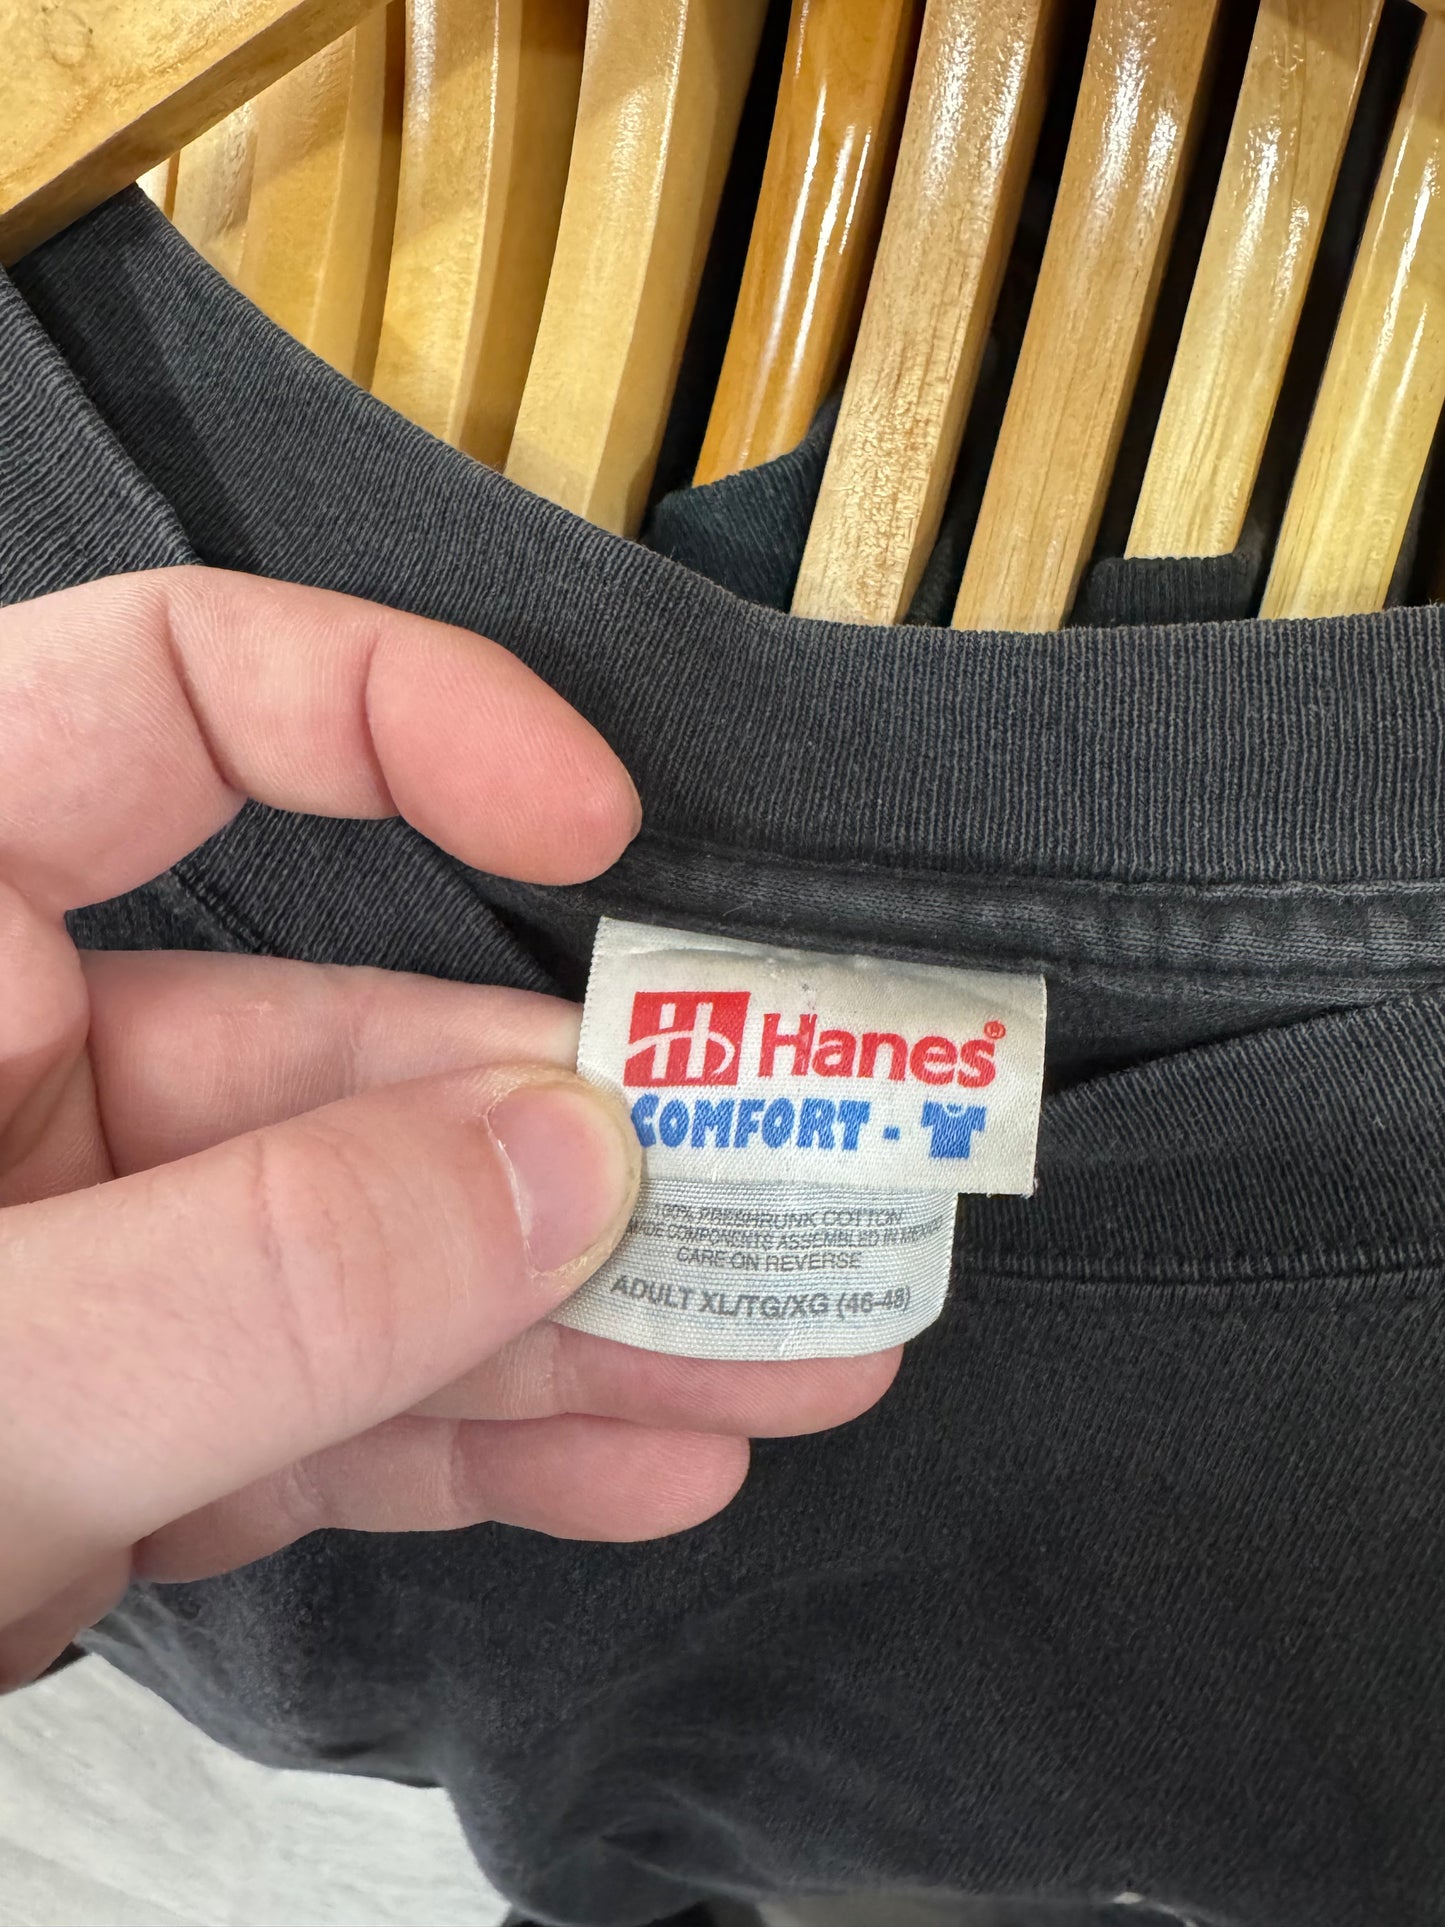 Hanes®
COMFORT -
100% PRESHRUNK COTTON
MADE COMPONENTS ASSEMBLED IN MEXICO
CARE ON REVERSE
ADULT XL/TG/XG (46-48)